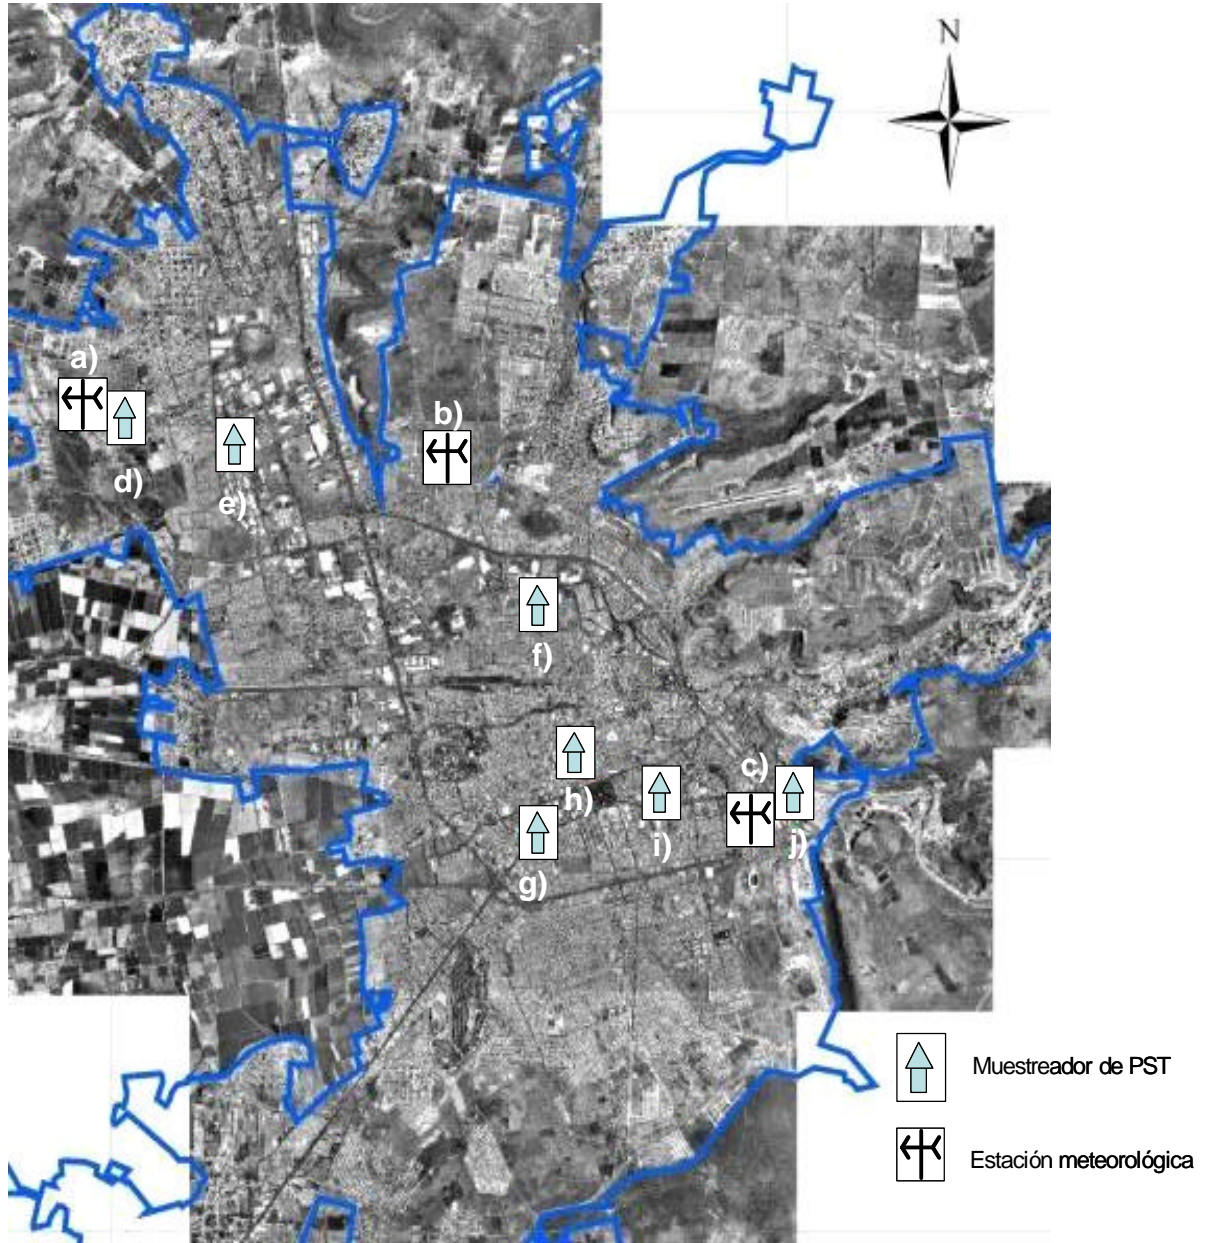 N
a)
b)
d)
e)
f)
c)
h)
i)
j)
g)
Muestreador de PST
Estación meteorológica